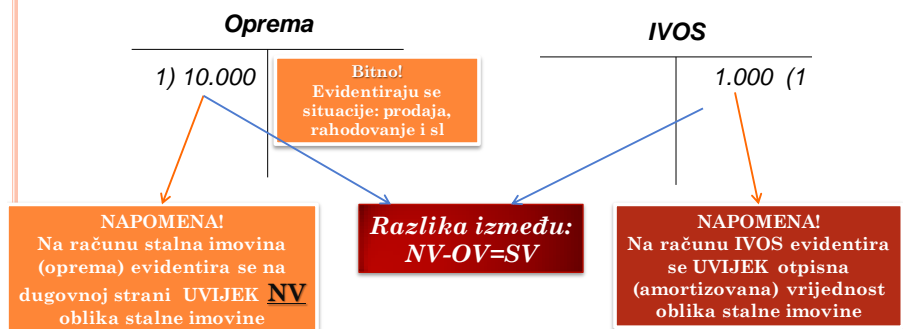 Oprema
IVOS
1) 10.000
1.000 (1
Bitno!
Evidentiraju se
situacije: prodaja,
rahodovanje i sl
NAPOMENA!
Na računu stalna imovina
(oprema) evidentira se na
dugovnoj strani UVIJEK NV
oblika stalne imovine
Razlika između:
NV-OV=SV
NAPOMENA!
Na računu IVOS evidentira
se UVIJEK otpisna
(amortizovana) vrijednost
oblika stalne imovine